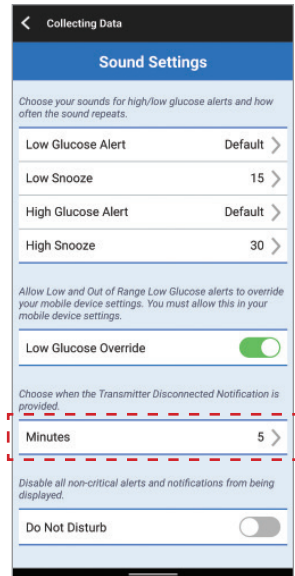 Collecting Data
Sound Settings
Choose your sounds for high/low glucose alerts and how
often the sound repeats.
Low Glucose Alert Default
Low Snooze 15
High Glucose Alert Default
High Snooze 30
Allow Low and Out of Range Low Glucose alerts to override
your mobile device settings. You must allow this in your
mobile device settings.
Low Glucose Override
Choose when the Transmitter Disconnected Notification is
provided.
Minutes 5
Disable all non-critical alerts and notifications from being
displayed.
Do Not Disturb